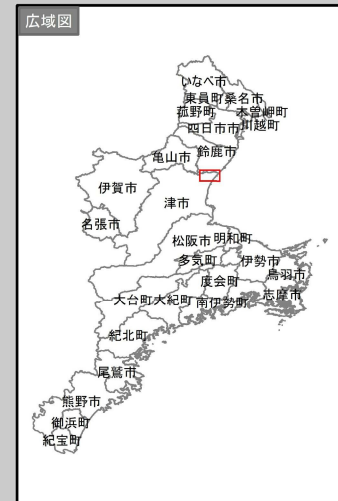 広域図
いなべ市
東員町 桑名市
菰野町 木曽岬町
四日市市 川越町
亀山市 鈴鹿市
伊賀市
津市
名張市
松阪市 明和町
多気町 伊勢市
度会町 鳥羽市
大台町 大紀町 南伊勢町 志摩市
紀北町
尾鷲市
熊野市
御浜町
紀宝町